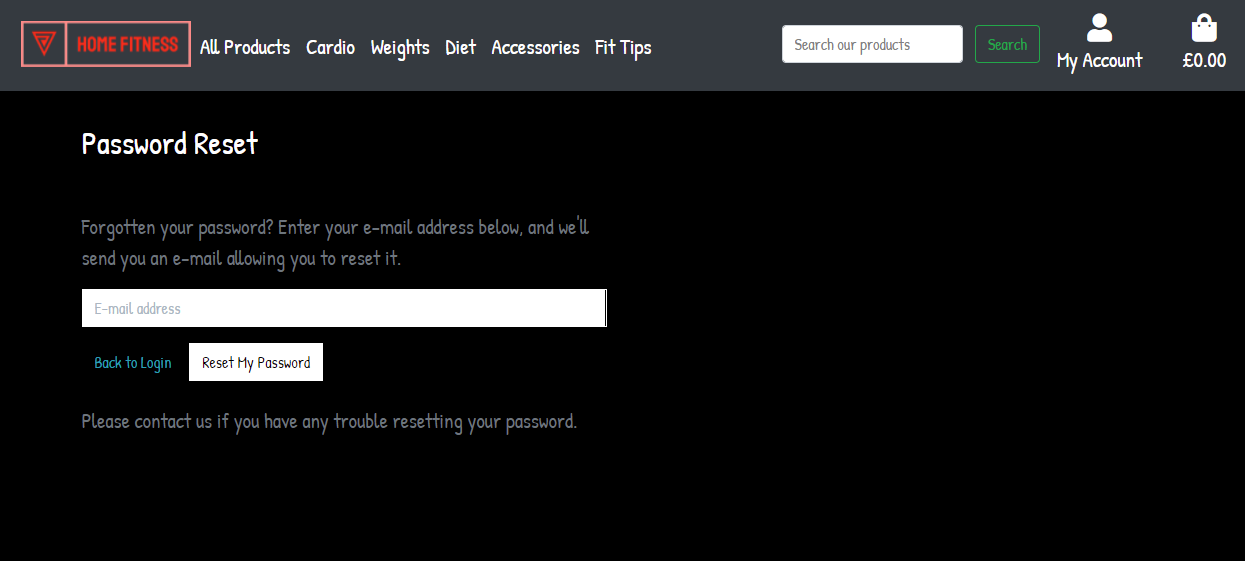 HOME FITNESS
All Products Cardio Weights Diet Accessories Fit Tips
Search our products
Search
My Account
£0.00
Password Reset
Forgotten your password? Enter your e-mail address below, and we'll
send you an e-mail allowing you to reset it.
E-mail address
Back to Login
Reset My Password
Please contact us if you have any trouble resetting your password.